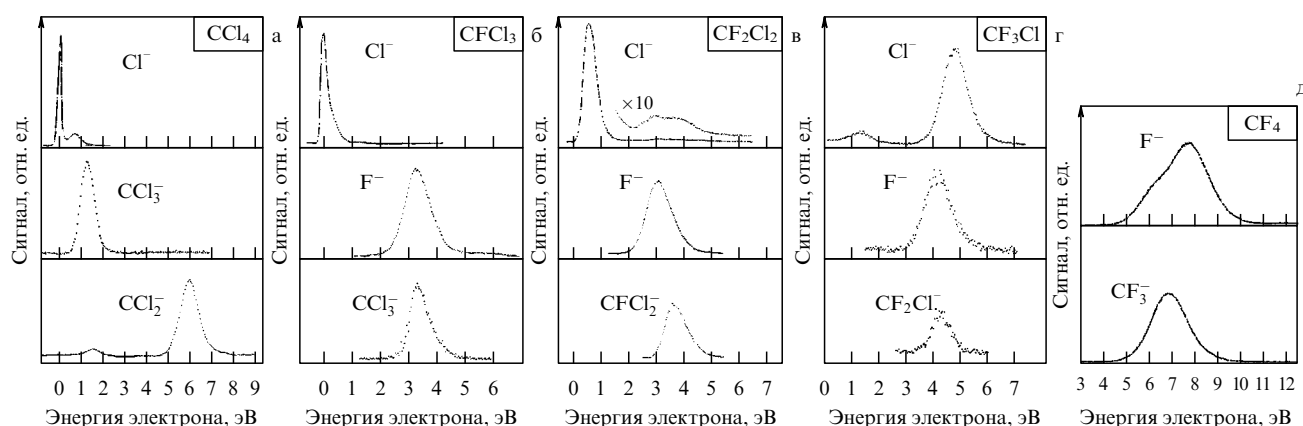 CCl₄ а
Сигнал, отн. ед.
Cl⁻
CCl₃⁻
CCl₂⁻
0 1 2 3 4 5 6 7 8 9
Энергия электрона, эВ
CFCl₃ б
Сигнал, отн. ед.
Cl⁻
F⁻
CCl₃⁻
0 1 2 3 4 5 6
Энергия электрона, эВ
CF₂Cl₂ в
Сигнал, отн. ед.
Cl⁻
×10
F⁻
CFCl₂⁻
0 1 2 3 4 5 6
Энергия электрона, эВ
CF₃Cl г
Сигнал, отн. ед.
Cl⁻
F⁻
CF₂Cl⁻
0 1 2 3 4 5 6 7
Энергия электрона, эВ
д
CF₄
Сигнал, отн. ед.
F⁻
CF₃⁻
3 4 5 6 7 8 9 10 11 12
Энергия электрона, эВ